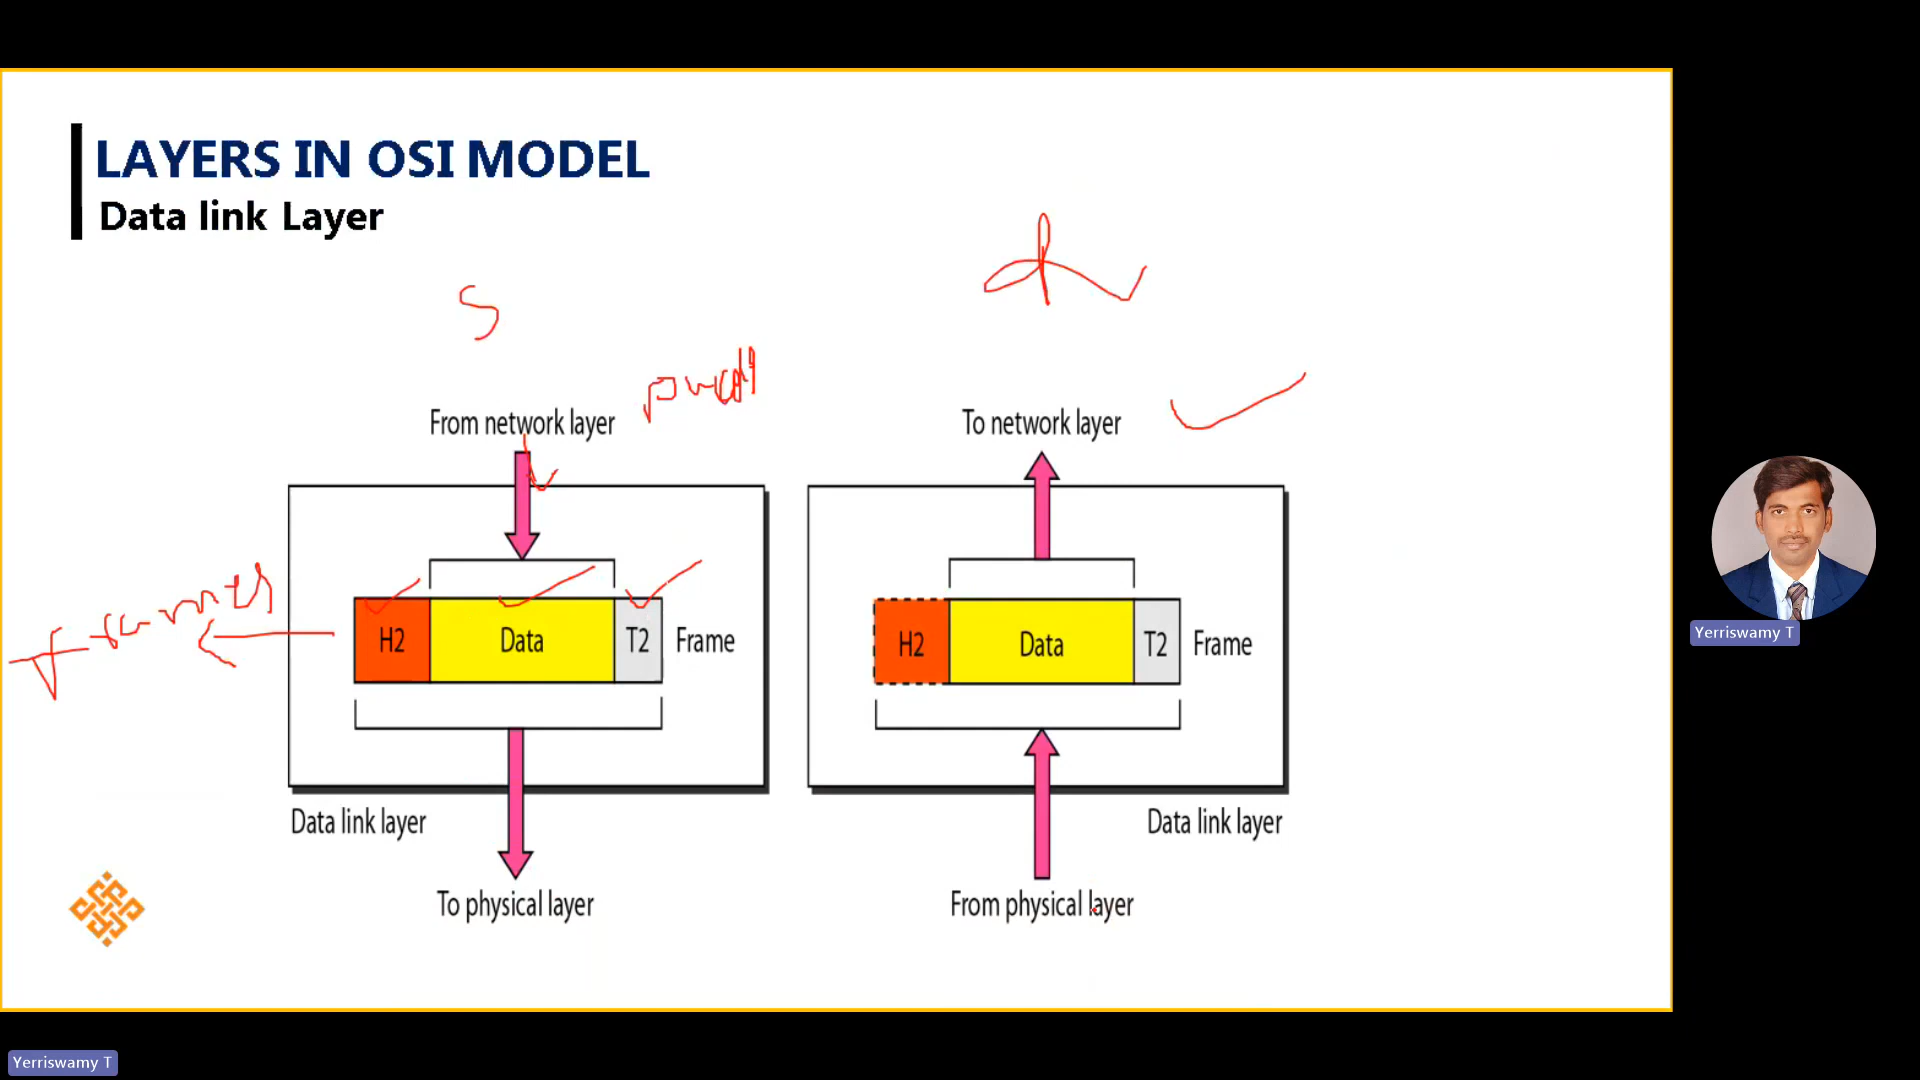 LAYERS IN OSI MODEL
Data link Layer
S
From network layer
To network layer
H2 Data T2 Frame
H2 Data T2 Frame
Data link layer
Data link layer
To physical layer
From physical layer
Yerriswamy T
Yerriswamy T